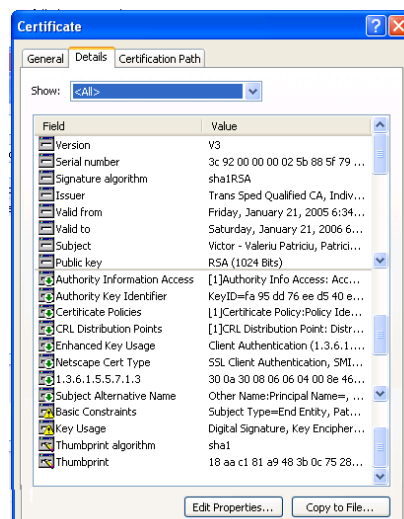 Certificate
General Details Certification Path
Show: <All>
Field Value
Version V3
Serial number 3c 92 00 00 00 02 5b 88 5f 79 ...
Signature algorithm sha1RSA
Issuer Trans Sped Qualified CA, Indiv...
Valid from Friday, January 21, 2005 6:34...
Valid to Saturday, January 21, 2006 6...
Subject Victor - Valeriu Patriciu, Patrici...
Public key RSA (1024 Bits)
Authority Information Access [1]Authority Info Access: Acc...
Authority Key Identifier KeyID=fa 95 dd 76 ee d5 40 e...
Certificate Policies [1]Certificate Policy:Policy Ide...
CRL Distribution Points [1]CRL Distribution Point: Distr...
Enhanced Key Usage Client Authentication (1.3.6.1....
Netscape Cert Type SSL Client Authentication, SMI...
1.3.6.1.5.5.7.1.3 30 0a 30 08 06 06 04 00 8e 46...
Subject Alternative Name Other Name:Principal Name=, ...
Basic Constraints Subject Type=End Entity, Pat...
Key Usage Digital Signature, Key Encipher...
Thumbprint algorithm sha1
Thumbprint 18 aa c1 81 a9 48 3b 0c 75 28...
Edit Properties... Copy to File...